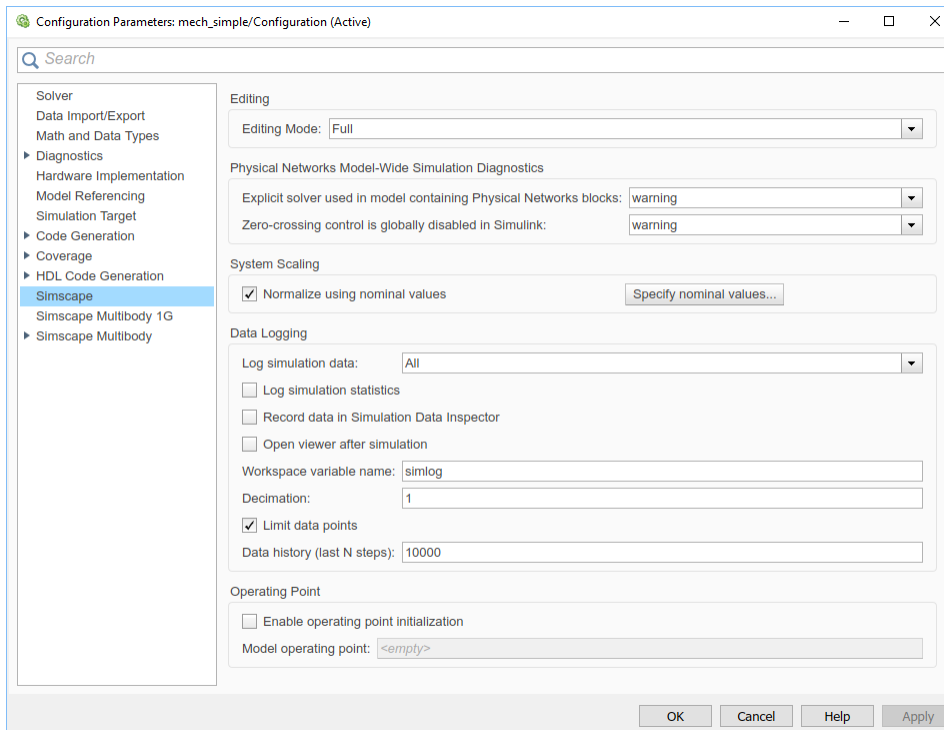 Configuration Parameters: mech_simple/Configuration (Active)
Search
Solver
Data Import/Export
Math and Data Types
Diagnostics
Hardware Implementation
Model Referencing
Simulation Target
Code Generation
Coverage
HDL Code Generation
Simscape
Simscape Multibody 1G
Simscape Multibody
Editing
Editing Mode: Full
Physical Networks Model-Wide Simulation Diagnostics
Explicit solver used in model containing Physical Networks blocks: warning
Zero-crossing control is globally disabled in Simulink: warning
System Scaling
Normalize using nominal values Specify nominal values...
Data Logging
Log simulation data: All
Log simulation statistics
Record data in Simulation Data Inspector
Open viewer after simulation
Workspace variable name: simlog
Decimation: 1
Limit data points
Data history (last N steps): 10000
Operating Point
Enable operating point initialization
Model operating point: <empty>
OK Cancel Help Apply